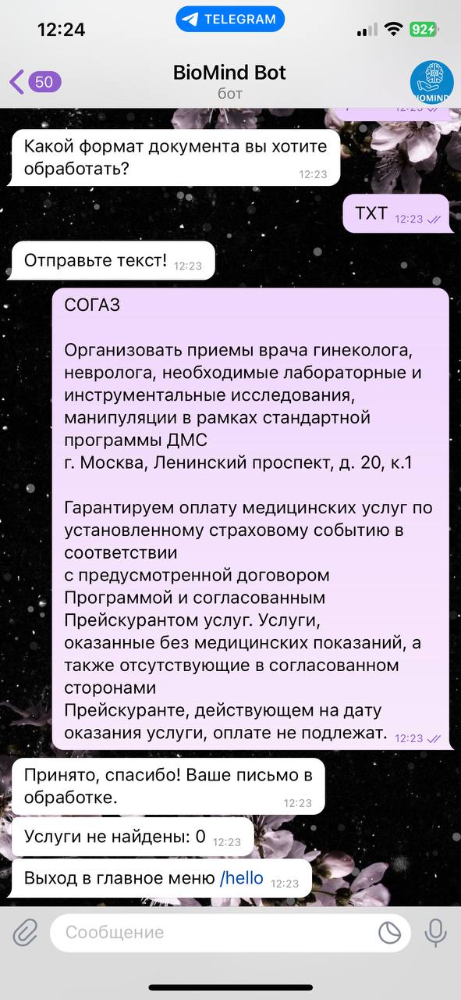 12:24
TELEGRAM
92
50
BioMind Bot
бот
BIOMIND
12:23
Какой формат документа вы хотите
обработать?
12:23
TXT 12:23
Отправьте текст! 12:23
СОГАЗ
Организовать приемы врача гинеколога,
невролога, необходимые лабораторные и
инструментальные исследования,
манипуляции в рамках стандартной
программы ДМС
г. Москва, Ленинский проспект, д. 20, к.1
Гарантируем оплату медицинских услуг по
установленному страховому событию в
соответствии
с предусмотренной договором
Программой и согласованным
Прейскурантом услуг. Услуги,
оказанные без медицинских показаний, а
также отсутствующие в согласованном
сторонами
Прейскуранте, действующем на дату
оказания услуги, оплате не подлежат. 12:23
Принято, спасибо! Ваше письмо в
обработке.
12:23
Услуги не найдены: 0 12:23
Выход в главное меню /hello 12:23
Сообщение